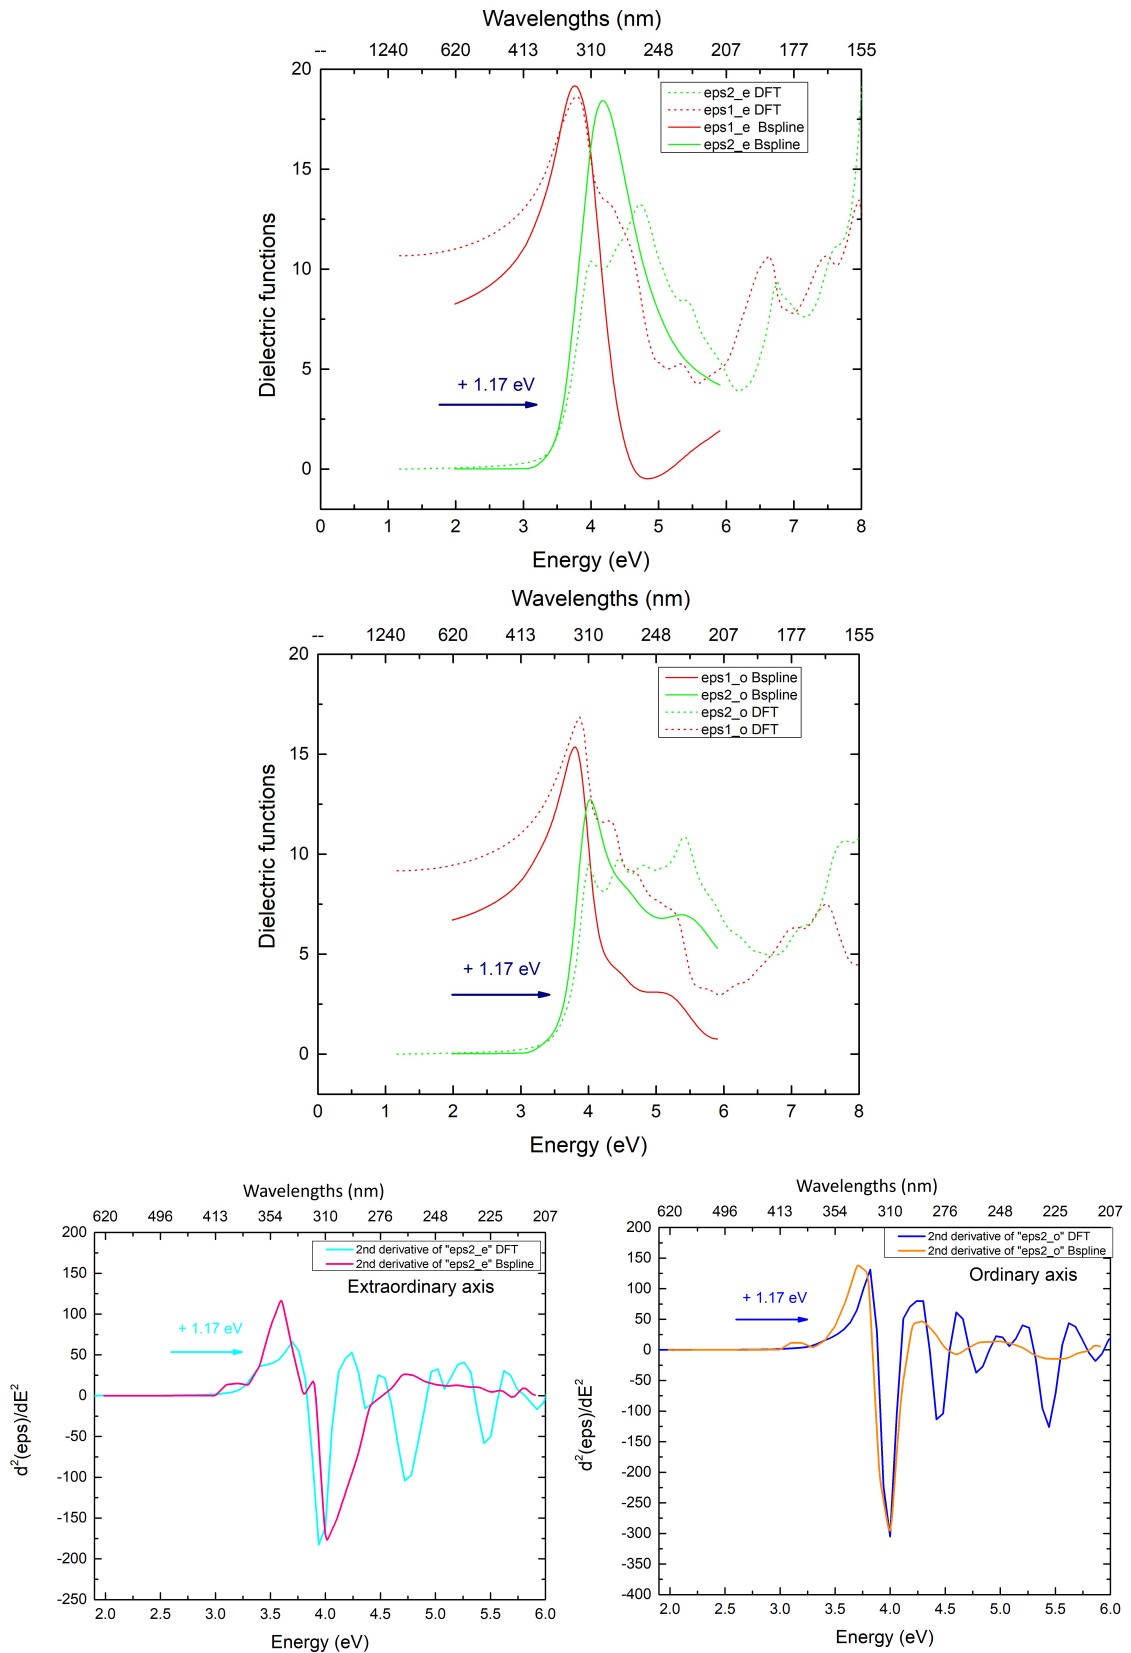 Wavelengths (nm)
-- 1240 620 413 310 248 207 177 155
20
15
10
5
0
Dielectric functions
eps2_e DFT
eps1_e DFT
eps1_e Bspline
eps2_e Bspline
+ 1.17 eV
0 1 2 3 4 5 6 7 8
Energy (eV)
Wavelengths (nm)
-- 1240 620 413 310 248 207 177 155
20
15
10
5
0
Dielectric functions
eps1_o Bspline
eps2_o Bspline
eps2_o DFT
eps1_o DFT
+ 1.17 eV
0 1 2 3 4 5 6 7 8
Energy (eV)
Wavelengths (nm)
620 496 413 354 310 276 248 225 207
200
150
100
50
0
-50
-100
-150
-200
-250
d²(eps)/dE²
2nd derivative of "eps2_e" DFT
2nd derivative of "eps2_e" Bspline
Extraordinary axis
+ 1.17 eV
2.0 2.5 3.0 3.5 4.0 4.5 5.0 5.5 6.0
Energy (eV)
Wavelengths (nm)
620 496 413 354 310 276 248 225 207
200
150
100
50
0
-50
-100
-150
-200
-250
-300
-350
-400
d²(eps)/dE²
2nd derivative of "eps2_o" DFT
2nd derivative of "eps2_o" Bspline
Ordinary axis
+ 1.17 eV
2.0 2.5 3.0 3.5 4.0 4.5 5.0 5.5 6.0
Energy (eV)